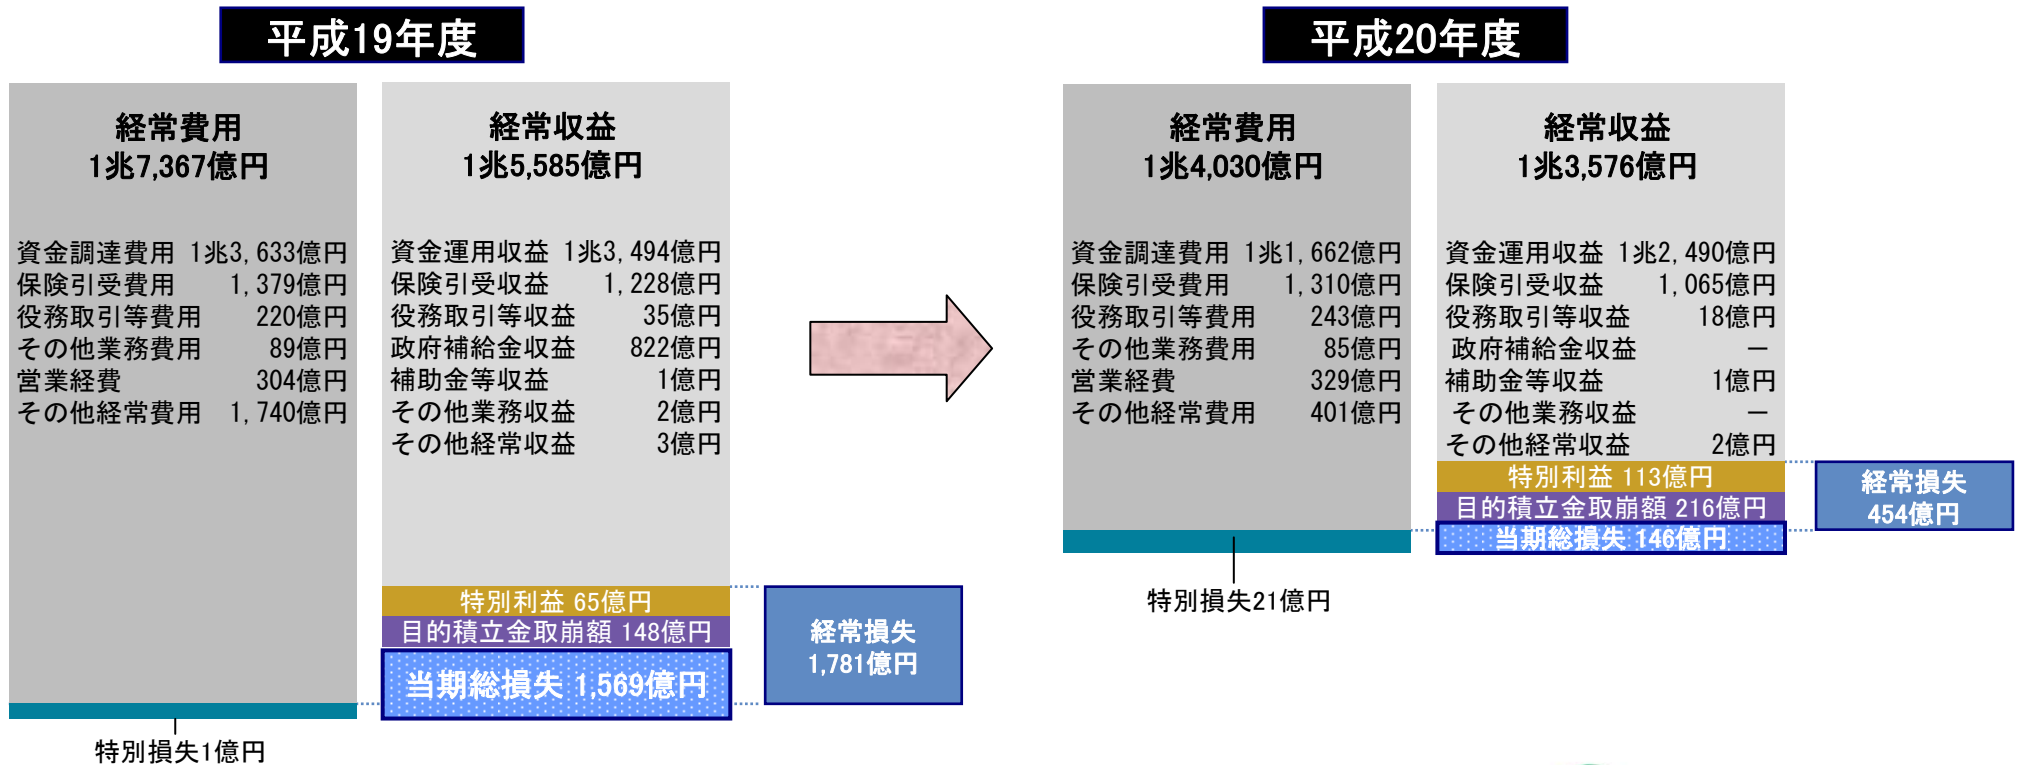 平成19年度
経常費用
1兆7,367億円
資金調達費用 1兆3,633億円
保険引受費用 1,379億円
役務取引等費用 220億円
その他業務費用 89億円
営業経費 304億円
その他経常費用 1,740億円
特別損失1億円
経常収益
1兆5,585億円
資金運用収益 1兆3,494億円
保険引受収益 1,228億円
役務取引等収益 35億円
政府補給金収益 822億円
補助金等収益 1億円
その他業務収益 2億円
その他経常収益 3億円
特別利益 65億円
目的積立金取崩額 148億円
当期総損失 1,569億円
経常損失
1,781億円
平成20年度
経常費用
1兆4,030億円
資金調達費用 1兆1,662億円
保険引受費用 1,310億円
役務取引等費用 243億円
その他業務費用 85億円
営業経費 329億円
その他経常費用 401億円
特別損失21億円
経常収益
1兆3,576億円
資金運用収益 1兆2,490億円
保険引受収益 1,065億円
役務取引等収益 18億円
政府補給金収益 －
補助金等収益 1億円
その他業務収益 －
その他経常収益 2億円
特別利益 113億円
目的積立金取崩額 216億円
当期総損失 146億円
経常損失
454億円